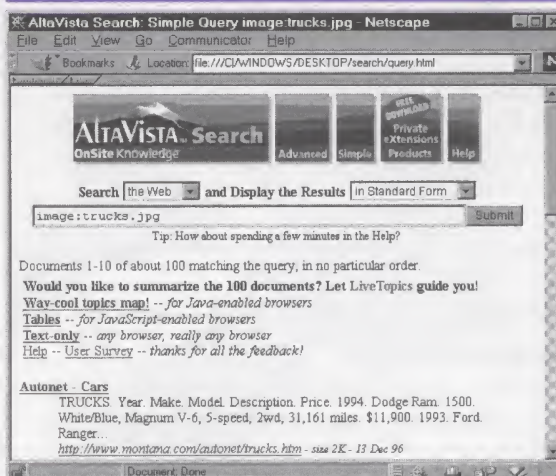 AltaVista Search: Simple Query image:trucks.jpg - Netscape
File Edit View Go Communicator Help
Bookmarks Location: file:///C|/WINDOWS/DESKTOP/search/query.html
ALTAVISTA Search
OnSite Knowledge
Advanced
Simple
FREE DOWNLOAD
Private eXtensions Products
Help
Search the Web and Display the Results in Standard Form
image:trucks.jpg Submit
Tip: How about spending a few minutes in the Help?
Documents 1-10 of about 100 matching the query, in no particular order.
Would you like to summarize the 100 documents? Let LiveTopics guide you!
Way-cool topics map! -- for Java-enabled browsers
Tables -- for JavaScript-enabled browsers
Text-only -- any browser, really any browser
Help -- User Survey -- thanks for all the feedback!
Autonet - Cars
TRUCKS. Year. Make. Model. Description. Price. 1994. Dodge Ram. 1500.
White/Blue, Magnum V-6, 5-speed, 2wd, 31,161 miles. $11,900. 1993. Ford.
Ranger...
http://www.montana.com/autonet/trucks.htm - size 2K - 13 Dec 96
Document: Done